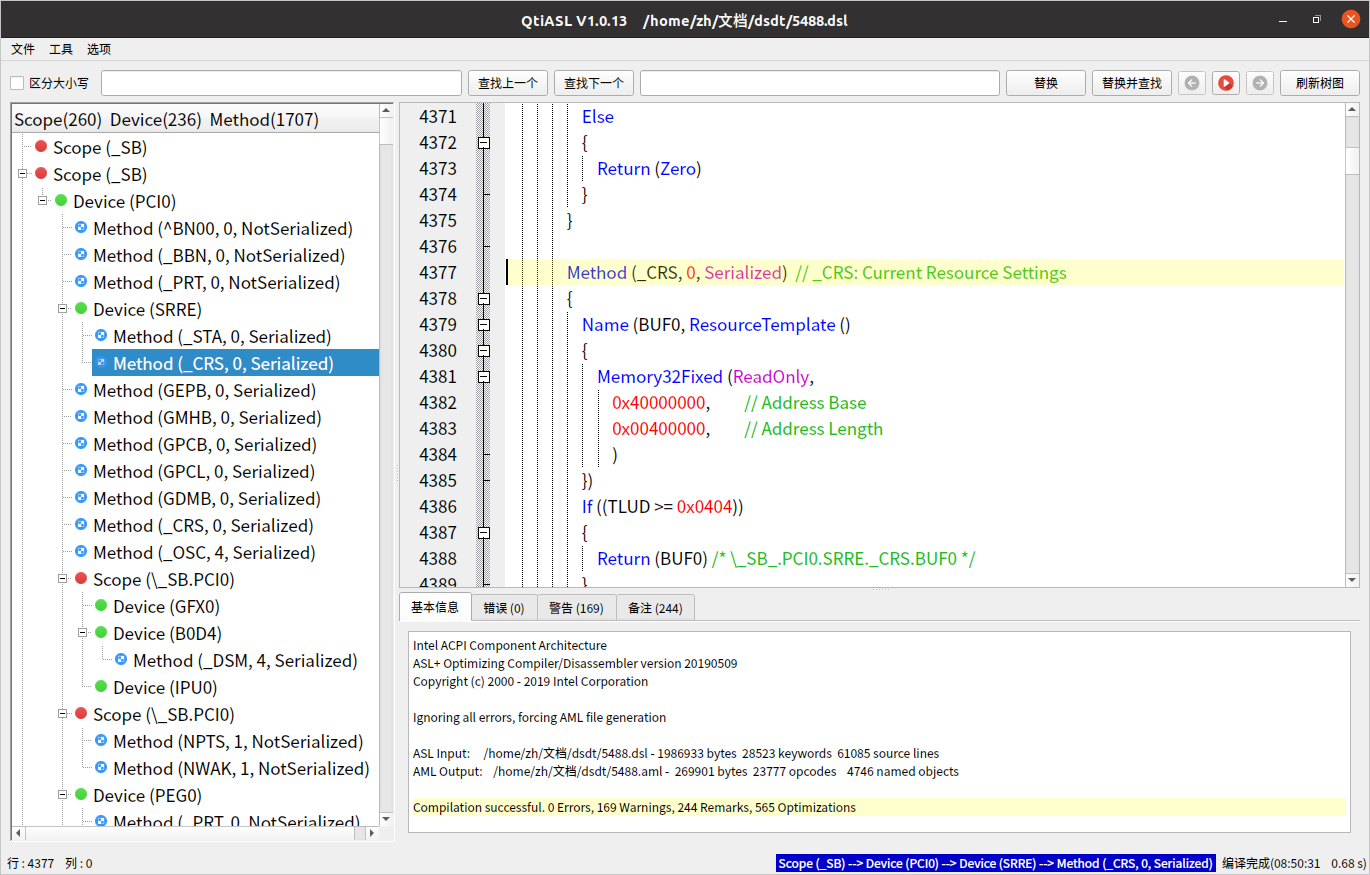 QtiASL V1.0.13 /home/zh/文档/dsdt/5488.dsl
文件 工具 选项
区分大小写 查找上一个 查找下一个 替换 替换并查找 刷新树图
Scope(260) Device(236) Method(1707)
Scope (_SB)
Scope (_SB)
Device (PCI0)
Method (^BN00, 0, NotSerialized)
Method (_BBN, 0, NotSerialized)
Method (_PRT, 0, NotSerialized)
Device (SRRE)
Method (_STA, 0, Serialized)
Method (_CRS, 0, Serialized)
Method (GEPB, 0, Serialized)
Method (GMHB, 0, Serialized)
Method (GPCB, 0, Serialized)
Method (GPCL, 0, Serialized)
Method (GDMB, 0, Serialized)
Method (_CRS, 0, Serialized)
Method (_OSC, 4, Serialized)
Scope (\_SB.PCI0)
Device (GFX0)
Device (B0D4)
Method (_DSM, 4, Serialized)
Device (IPU0)
Scope (\_SB.PCI0)
Method (NPTS, 1, NotSerialized)
Method (NWAK, 1, NotSerialized)
Device (PEG0)
Method (_PRT, 0, NotSerialized)
4371 Else
4372 {
4373 Return (Zero)
4374 }
4375 }
4376
4377 Method (_CRS, 0, Serialized) // _CRS: Current Resource Settings
4378 {
4379 Name (BUF0, ResourceTemplate ()
4380 {
4381 Memory32Fixed (ReadOnly,
4382 0x40000000, // Address Base
4383 0x00400000, // Address Length
4384 )
4385 })
4386 If ((TLUD >= 0x0404))
4387 {
4388 Return (BUF0) /* \_SB_.PCI0.SRRE._CRS.BUF0 */
4389 }
基本信息 错误 (0) 警告 (169) 备注 (244)
Intel ACPI Component Architecture
ASL+ Optimizing Compiler/Disassembler version 20190509
Copyright (c) 2000 - 2019 Intel Corporation
Ignoring all errors, forcing AML file generation
ASL Input: /home/zh/文档/dsdt/5488.dsl - 1986933 bytes 28523 keywords 61085 source lines
AML Output: /home/zh/文档/dsdt/5488.aml - 269901 bytes 23777 opcodes 4746 named objects
Compilation successful. 0 Errors, 169 Warnings, 244 Remarks, 565 Optimizations
行 : 4377 列 : 0 Scope (_SB) --> Device (PCI0) --> Device (SRRE) --> Method (_CRS, 0, Serialized) 编译完成(08:50:31 0.68 s)